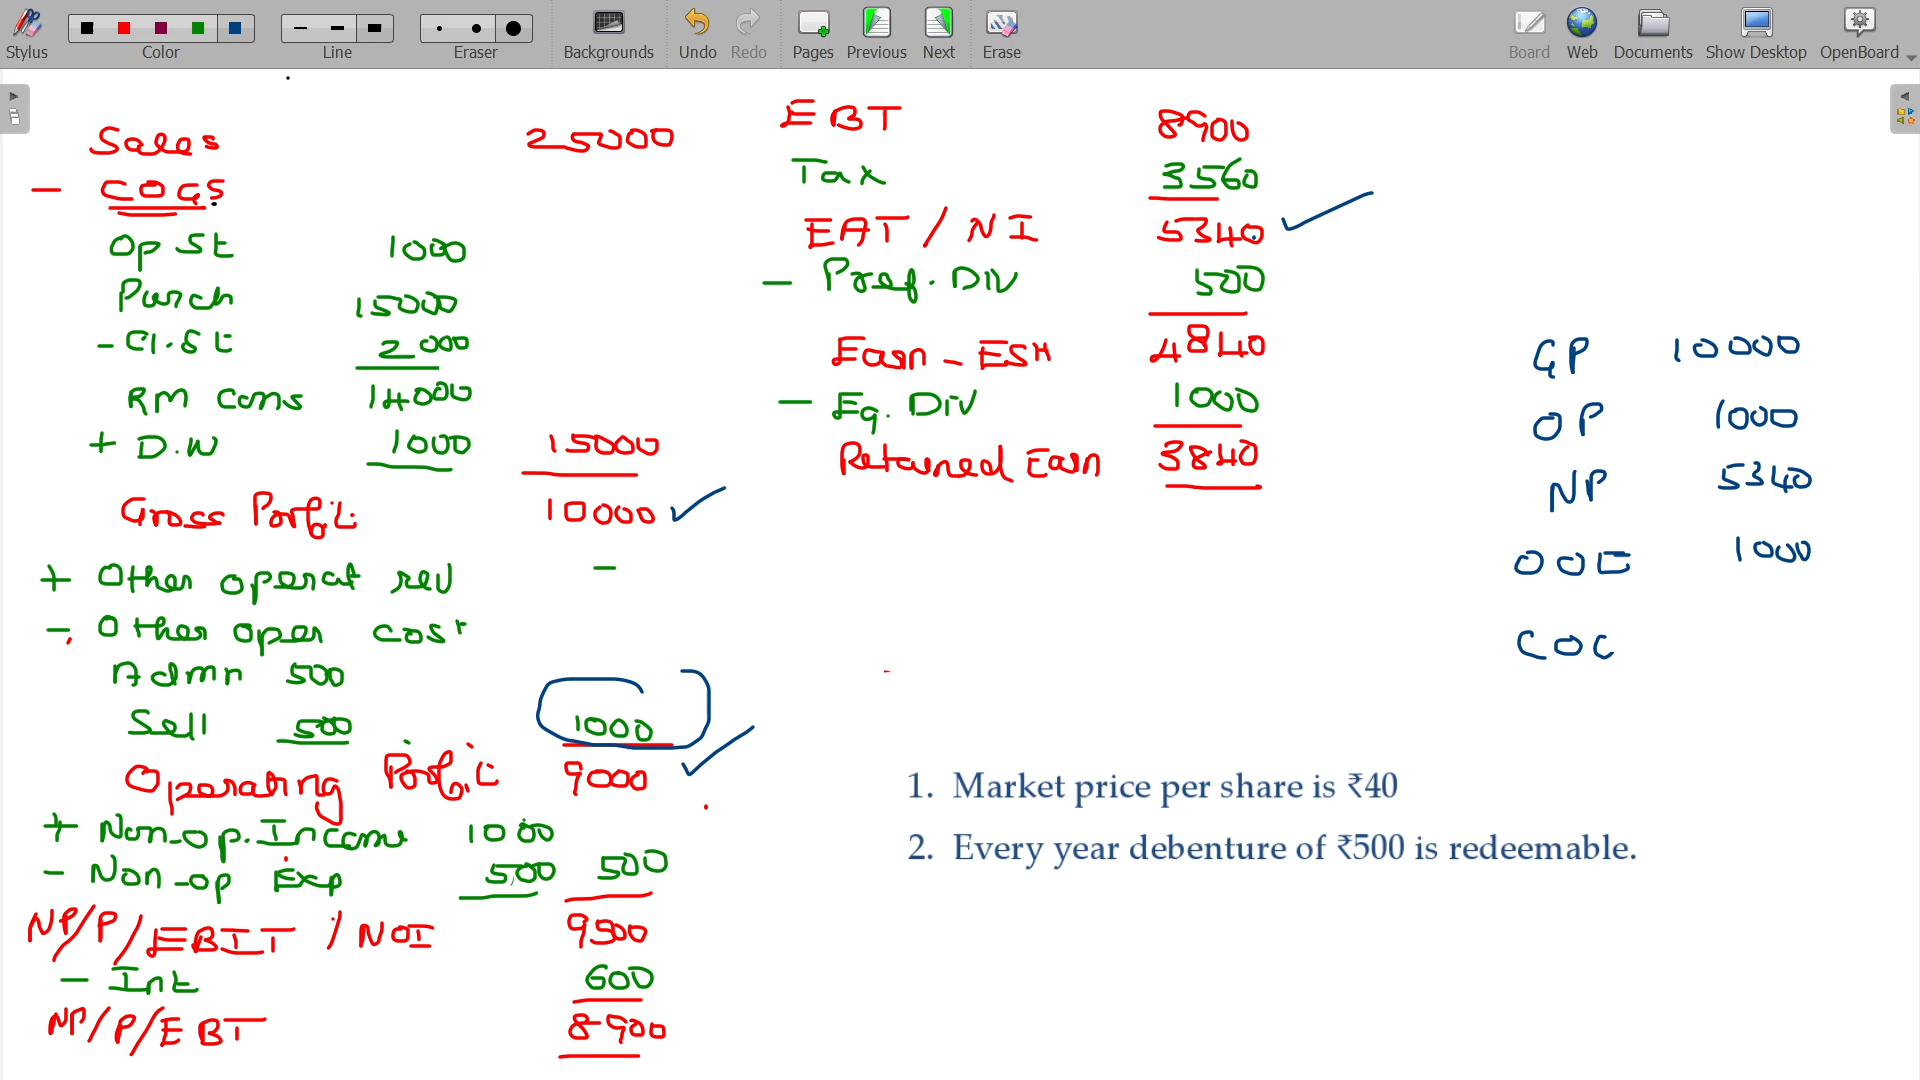 Stylus Color Line Eraser Backgrounds Undo Redo Pages Previous Next Erase Board Web Documents Show Desktop OpenBoard
Sales 25000
- COGS
Op St 1000
Purch 15000
- Cl.St 2000
RM Cons 14000
+ D.W 1000 15000
Gross Porfit 10000
+ Other operat rev -
- Other oper cost
Admn 500
Sell 500 1000
Operating Porfit 9000
+ Non-op. Income 1000
- Non-op Exp 500 500
NP/P/EBIT / NOI 9500
- Int 600
NP/P/EBT 8900
EBT 8900
Tax 3560
EAT / NI 5340
- Pref. DIV 500
Earn - ESH 4840
- Eq. Div 1000
Retained Earn 3840
GP 10000
OP 1000
NP 5340
OOE 1000
COC
1. Market price per share is ₹40
2. Every year debenture of ₹500 is redeemable.